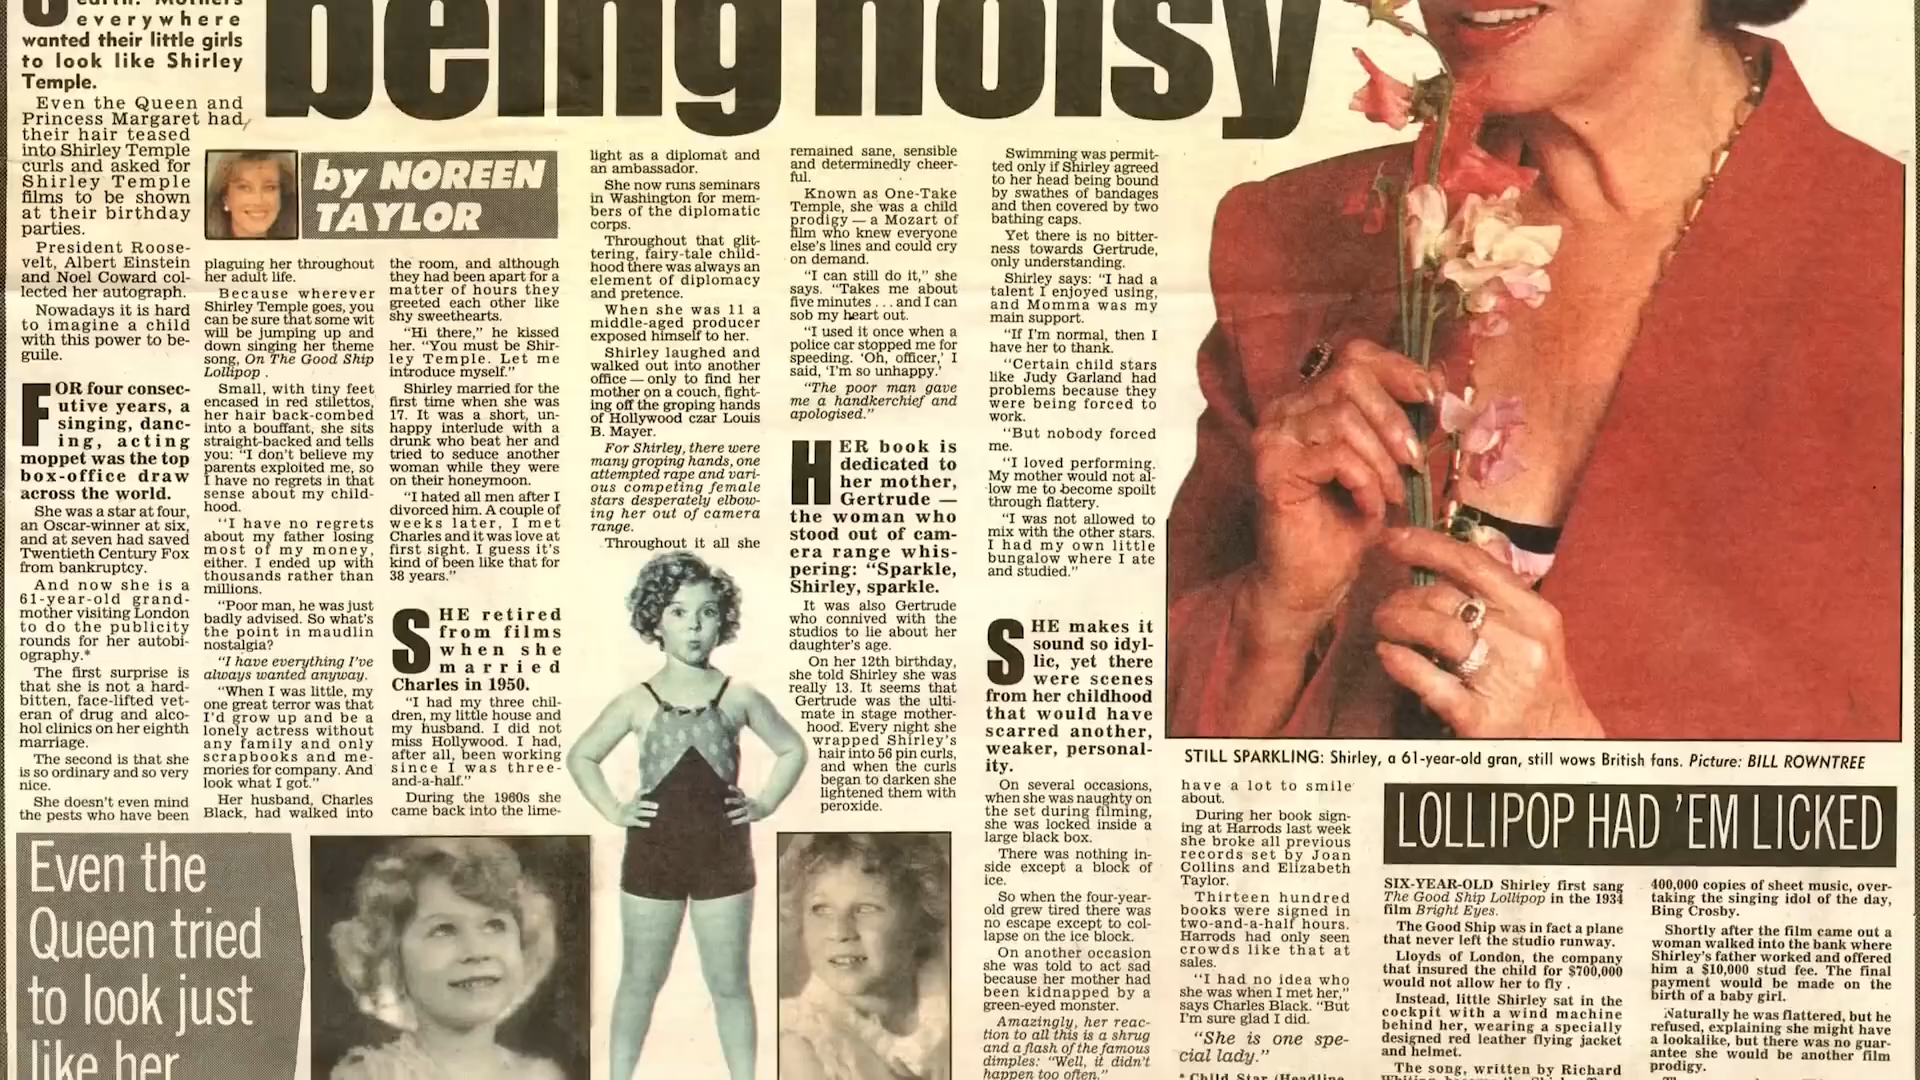 being noisy
earth. Mothers
everywhere
wanted their little girls
to look like Shirley
Temple.
Even the Queen and
Princess Margaret had
their hair teased
into Shirley Temple
curls and asked for
Shirley Temple
films to be shown
at their birthday
parties.
President Roose-
velt, Albert Einstein
and Noel Coward col-
lected her autograph.
Nowadays it is hard
to imagine a child
with this power to be-
guile.
FOR four consec-
utive years, a
singing, danc-
ing, acting
moppet was the top
box-office draw
across the world.
She was a star at four,
an Oscar-winner at six,
and at seven had saved
Twentieth Century Fox
from bankruptcy.
And now she is a
61-year-old grand-
mother visiting London
to do the publicity
rounds for her autobi-
ography.*
The first surprise is
that she is not a hard-
bitten, face-lifted vet-
eran of drug and alco-
hol clinics on her eighth
marriage.
The second is that she
is so ordinary and so very
nice.
She doesn't even mind
the pests who have been
by NOREEN
TAYLOR
plaguing her throughout
her adult life.
Because wherever
Shirley Temple goes, you
can be sure that some wit
will be jumping up and
down singing her theme
song, On The Good Ship
Lollipop .
Small, with tiny feet
encased in red stilettos,
her hair back-combed
into a bouffant, she sits
straight-backed and tells
you: "I don't believe my
parents exploited me, so
I have no regrets in that
sense about my child-
hood.
"I have no regrets
about my father losing
most of my money,
either. I ended up with
thousands rather than
millions.
"Poor man, he was just
badly advised. So what's
the point in maudlin
nostalgia?
"I have everything I've
always wanted anyway.
"When I was little, my
one great terror was that
I'd grow up and be a
lonely actress without
any family and only
scrapbooks and me-
mories for company. And
look what I got."
Her husband, Charles
Black, had walked into
the room, and although
they had been apart for a
matter of hours they
greeted each other like
shy sweethearts.
"Hi there," he kissed
her. "You must be Shir-
ley Temple. Let me
introduce myself."
Shirley married for the
first time when she was
17. It was a short, un-
happy interlude with a
drunk who beat her and
tried to seduce another
woman while they were
on their honeymoon.
"I hated all men after I
divorced him. A couple of
weeks later, I met
Charles and it was love at
first sight. I guess it's
kind of been like that for
38 years."
SHE retired
from films
when she
married
Charles in 1950.
"I had my three chil-
dren, my little house and
my husband. I did not
miss Hollywood. I had,
after all, been working
since I was three-
and-a-half."
During the 1960s she
came back into the lime-
light as a diplomat and
an ambassador.
She now runs seminars
in Washington for mem-
bers of the diplomatic
corps.
Throughout that glit-
tering, fairy-tale child-
hood there was always an
element of diplomacy
and pretence.
When she was 11 a
middle-aged producer
exposed himself to her.
Shirley laughed and
walked out into another
office — only to find her
mother on a couch, fight-
ing off the groping hands
of Hollywood czar Louis
B. Mayer.
For Shirley, there were
many groping hands, one
attempted rape and vari-
ous competing female
stars desperately elbow-
ing her out of camera
range.
Throughout it all she
remained sane, sensible
and determinedly cheer-
ful.
Known as One-Take
Temple, she was a child
prodigy — a Mozart of
film who knew everyone
else's lines and could cry
on demand.
"I can still do it," she
says. "Takes me about
five minutes . . . and I can
sob my heart out.
"I used it once when a
police car stopped me for
speeding. 'Oh, officer,' I
said, 'I'm so unhappy.'
"The poor man gave
me a handkerchief and
apologised."
HER book is
dedicated to
her mother,
Gertrude —
the woman who
stood out of cam-
era range whis-
pering: "Sparkle,
Shirley, sparkle.
It was also Gertrude
who connived with the
studios to lie about her
daughter's age.
On her 12th birthday,
she told Shirley she was
really 13. It seems that
Gertrude was the ulti-
mate in stage mother-
hood. Every night she
wrapped Shirley's
hair into 56 pin curls,
and when the curls
began to darken she
lightened them with
peroxide.
Swimming was permit-
ted only if Shirley agreed
to her head being bound
by swathes of bandages
and then covered by two
bathing caps.
Yet there is no bitter-
ness towards Gertrude,
only understanding.
Shirley says: "I had a
talent I enjoyed using,
and Momma was my
main support.
"If I'm normal, then I
have her to thank.
"Certain child stars
like Judy Garland had
problems because they
were being forced to
work.
"But nobody forced
me.
"I loved performing.
My mother would not al-
low me to become spoilt
through flattery.
"I was not allowed to
mix with the other stars.
I had my own little
bungalow where I ate
and studied."
SHE makes it
sound so idyl-
lic, yet there
were scenes
from her childhood
that would have
scarred another,
weaker, personal-
ity.
On several occasions,
when she was naughty on
the set during filming,
she was locked inside a
large black box.
There was nothing in-
side except a block of
ice.
So when the four-year-
old grew tired there was
no escape except to col-
lapse on the ice block.
On another occasion
she was told to act sad
because her mother had
been kidnapped by a
green-eyed monster.
Amazingly, her reac-
tion to all this is a shrug
and a flash of the famous
dimples: "Well, it didn't
happen too often."
have a lot to smile
about.
During her book sign-
ing at Harrods last week
she broke all previous
records set by Joan
Collins and Elizabeth
Taylor.
Thirteen hundred
books were signed in
two-and-a-half hours.
Harrods had only seen
crowds like that at
sales.
"I had no idea who
she was when I met her,"
says Charles Black. "But
I'm sure glad I did.
"She is one spe-
cial lady."
* Child Star (Headline
STILL SPARKLING: Shirley, a 61-year-old gran, still wows British fans. Picture: BILL ROWNTREE
LOLLIPOP HAD 'EM LICKED
SIX-YEAR-OLD Shirley first sang
The Good Ship Lollipop in the 1934
film Bright Eyes.
The Good Ship was in fact a plane
that never left the studio runway.
Lloyds of London, the company
that insured the child for $700,000
would not allow her to fly .
Instead, little Shirley sat in the
cockpit with a wind machine
behind her, wearing a specially
designed red leather flying jacket
and helmet.
The song, written by Richard
400,000 copies of sheet music, over-
taking the singing idol of the day,
Bing Crosby.
Shortly after the film came out a
woman walked into the bank where
Shirley's father worked and offered
him a $10,000 stud fee. The final
payment would be made on the
birth of a baby girl.
Naturally he was flattered, but he
refused, explaining she might have
a lookalike, but there was no guar-
antee she would be another film
prodigy.
Even the
Queen tried
to look just
like her